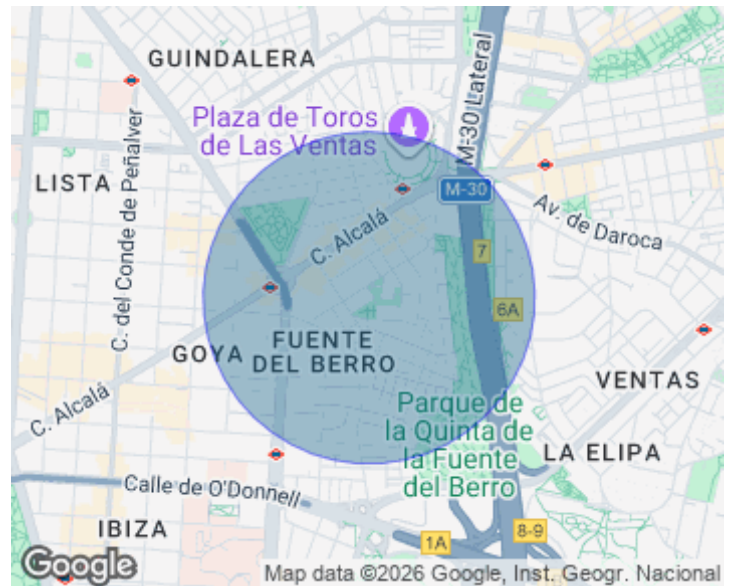 GUINDALERA
Plaza de Toros
de Las Ventas
M-30 Lateral
LISTA
C. del Conde de Peñalver
M-30
Av. de Daroca
C. Alcalá
7
6A
GOYA
FUENTE
DEL BERRO
VENTAS
C. Alcalá
Parque de
la Quinta de
la Fuente
del Berro
LA ELIPA
Calle de O'Donnell
IBIZA
1A
8-9
Google
Map data ©2026 Google, Inst. Geogr. Nacional